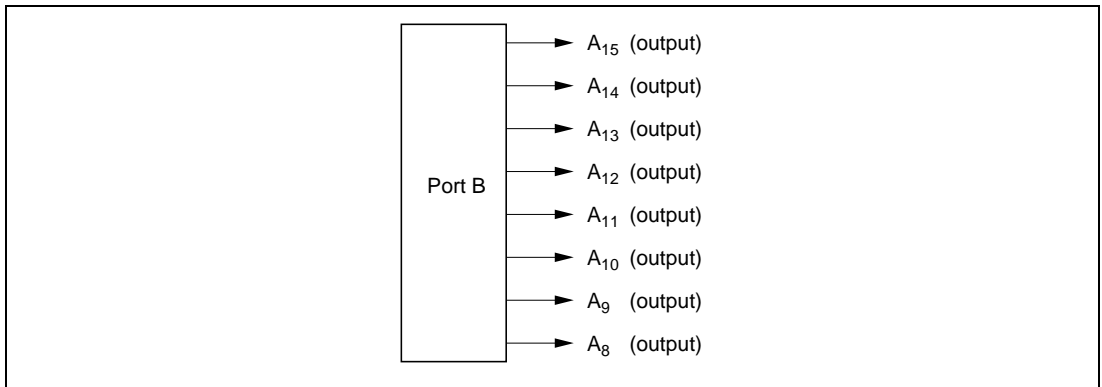 A15 (output)
A14 (output)
A13 (output)
A12 (output)
Port B
A11 (output)
A10 (output)
A9 (output)
A8 (output)